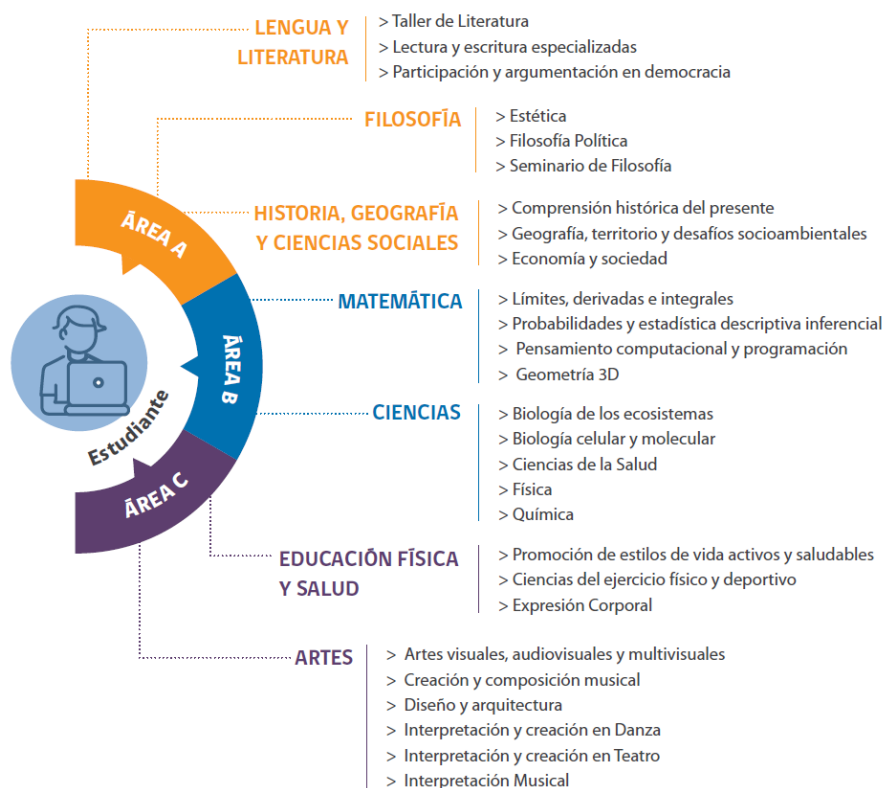 LENGUA Y
LITERATURA
> Taller de Literatura
> Lectura y escritura especializadas
> Participación y argumentación en democracia
FILOSOFÍA
> Estética
> Filosofía Política
> Seminario de Filosofía
ÁREA A
HISTORIA, GEOGRAFÍA
Y CIENCIAS SOCIALES
> Comprensión histórica del presente
> Geografía, territorio y desafíos socioambientales
> Economía y sociedad
ÁREA B
MATEMÁTICA
> Límites, derivadas e integrales
> Probabilidades y estadística descriptiva inferencial
> Pensamiento computacional y programación
> Geometría 3D
Estudiante
CIENCIAS
> Biología de los ecosistemas
> Biología celular y molecular
> Ciencias de la Salud
> Física
> Química
ÁREA C
EDUCACIÓN FÍSICA
Y SALUD
> Promoción de estilos de vida activos y saludables
> Ciencias del ejercicio físico y deportivo
> Expresión Corporal
ARTES
> Artes visuales, audiovisuales y multivisuales
> Creación y composición musical
> Diseño y arquitectura
> Interpretación y creación en Danza
> Interpretación y creación en Teatro
> Interpretación Musical